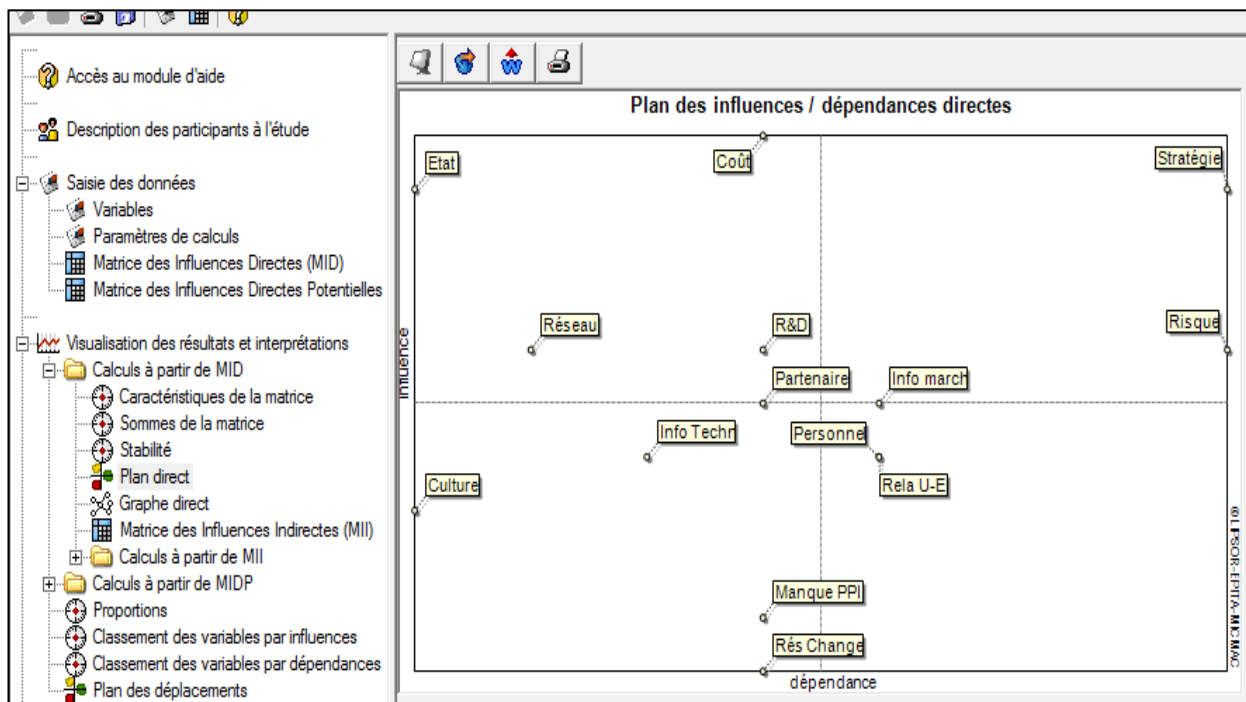 Accès au module d'aide
Description des participants à l'étude
Saisie des données
Variables
Paramètres de calculs
Matrice des Influences Directes (MID)
Matrice des Influences Directes Potentielles
Visualisation des résultats et interprétations
Calculs à partir de MID
Caractéristiques de la matrice
Sommes de la matrice
Stabilité
Plan direct
Graphe direct
Matrice des Influences Indirectes (MII)
Calculs à partir de MII
Calculs à partir de MIDP
Proportions
Classement des variables par influences
Classement des variables par dépendances
Plan des déplacements
Plan des influences / dépendances directes
Etat
Coût
Stratégie
Réseau
R&D
Risque
Partenaire
Info march
Info Techn
Personne
Culture
Rela U-E
Manque PPI
Rés Change
influence
dépendance
© LIPSOR-EPITA-MICMAC